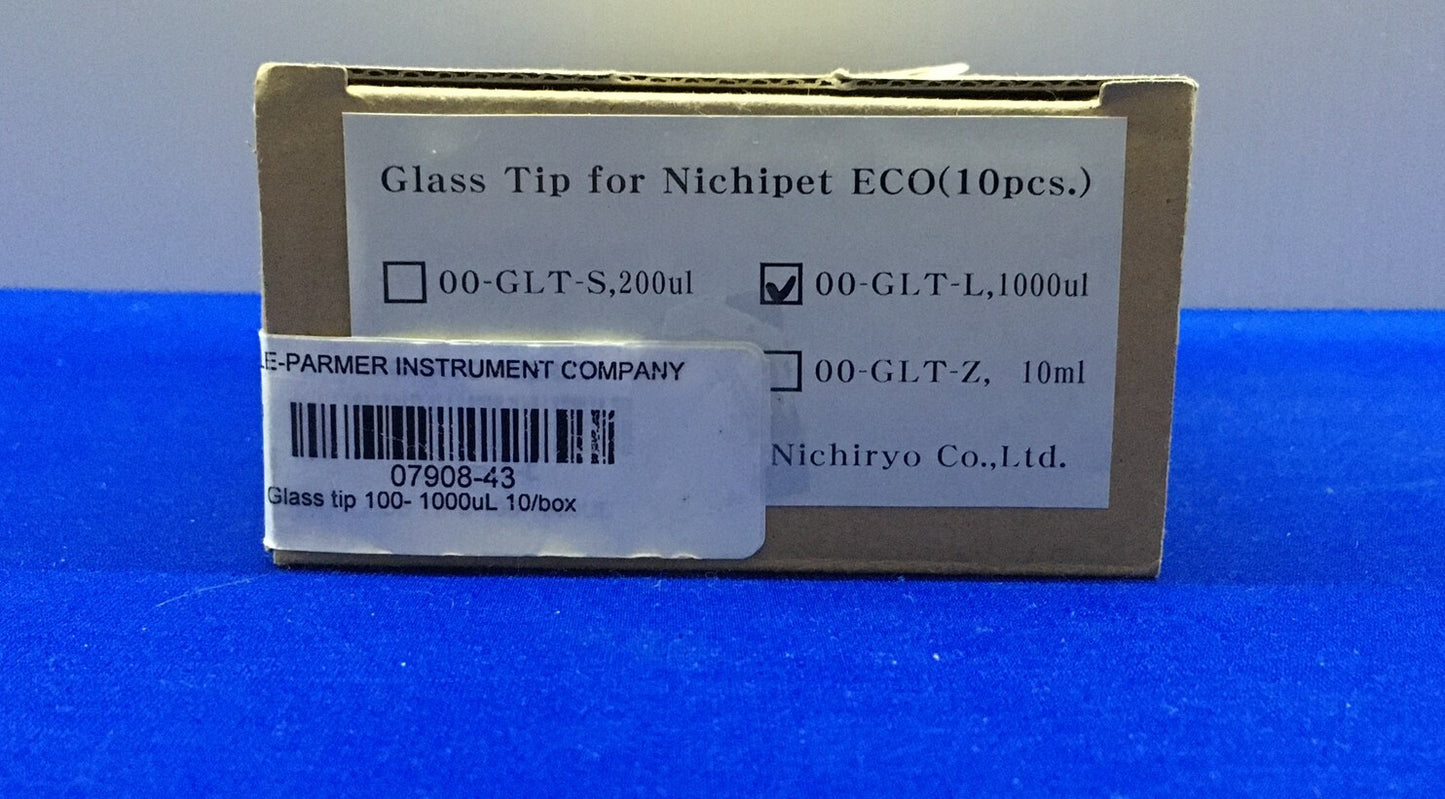 Glass Tip for Nichipet ECO(10pcs.)
00-GLT-S,200ul
00-GLT-L,1000ul
00-GLT-Z, 10ml
Nichiryo Co.,Ltd.
E-PARMER INSTRUMENT COMPANY
07908-43
Glass tip 100- 1000uL 10/box